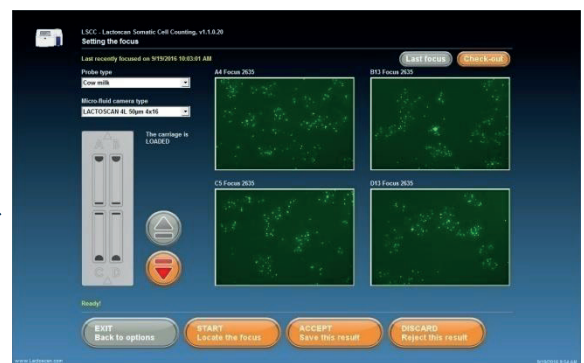 LSCC - Lactoscan Somatic Cell Counting, v1.1.0.20
Setting the focus
Last recently focused on 9/19/2016 10:03:01 AM
Last focus
Check-out
Probe type
Cow milk
Micro-fluid camera type
LACTOSCAN 4L 50µm 4x16
The carriage is
LOADED
A B
C D
A4 Focus 2635
B13 Focus 2635
C5 Focus 2635
D13 Focus 2635
Ready!
EXIT
Back to options
START
Locate the focus
ACCEPT
Save this result
DISCARD
Reject this result
www.Lactoscan.com